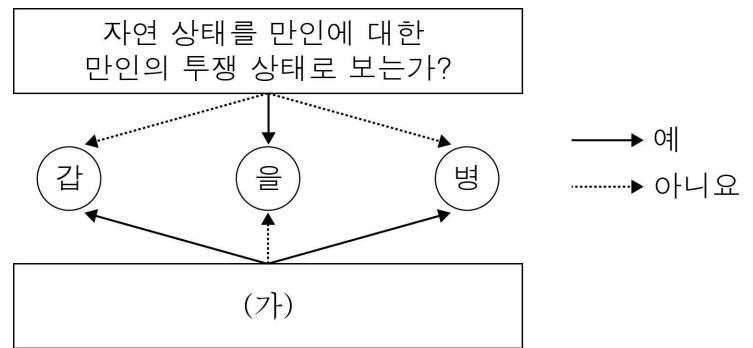 자연 상태를 만인에 대한
만인의 투쟁 상태로 보는가?
갑
을
병
예
아니요
(가)